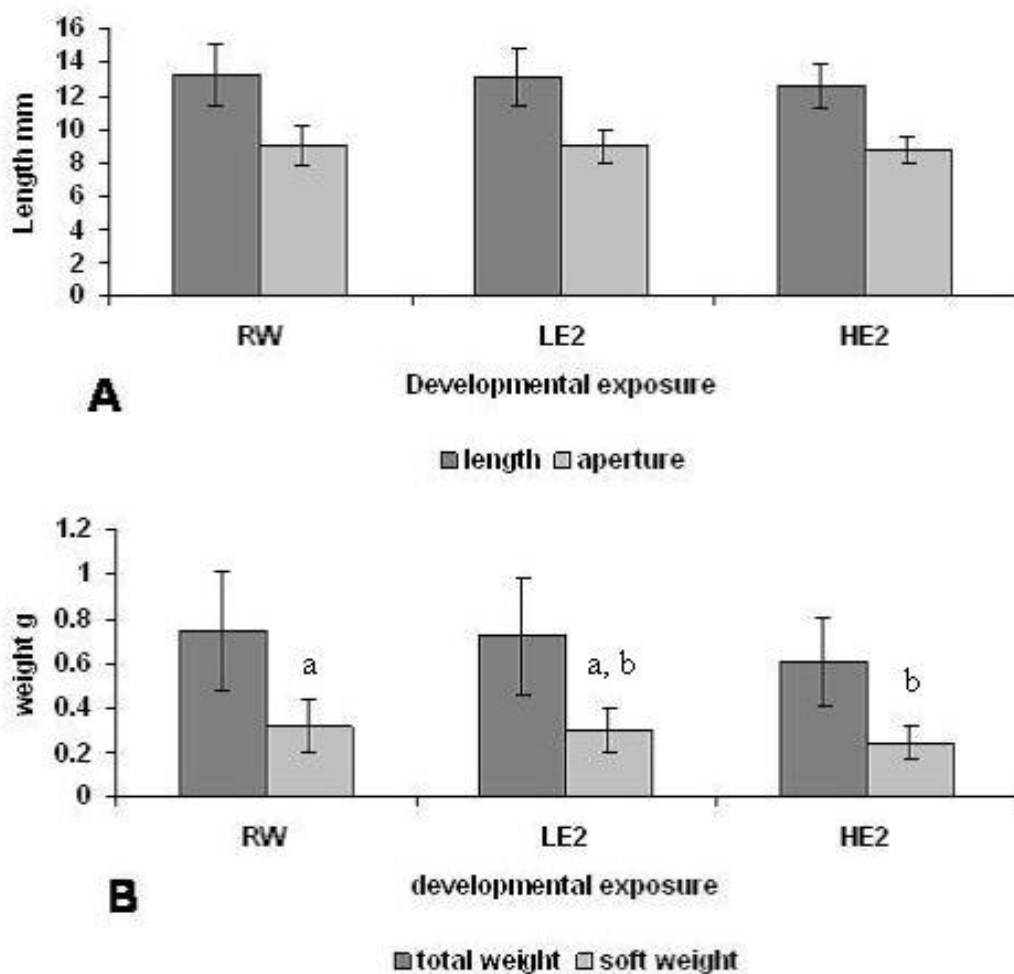 16
14
12
10
8
6
4
2
0
Length mm
RW LE2 HE2
A
Developmental exposure
length aperture
1.2
1
0.8
0.6
0.4
0.2
0
weight g
a a, b b
RW LE2 HE2
B
developmental exposure
total weight soft weight